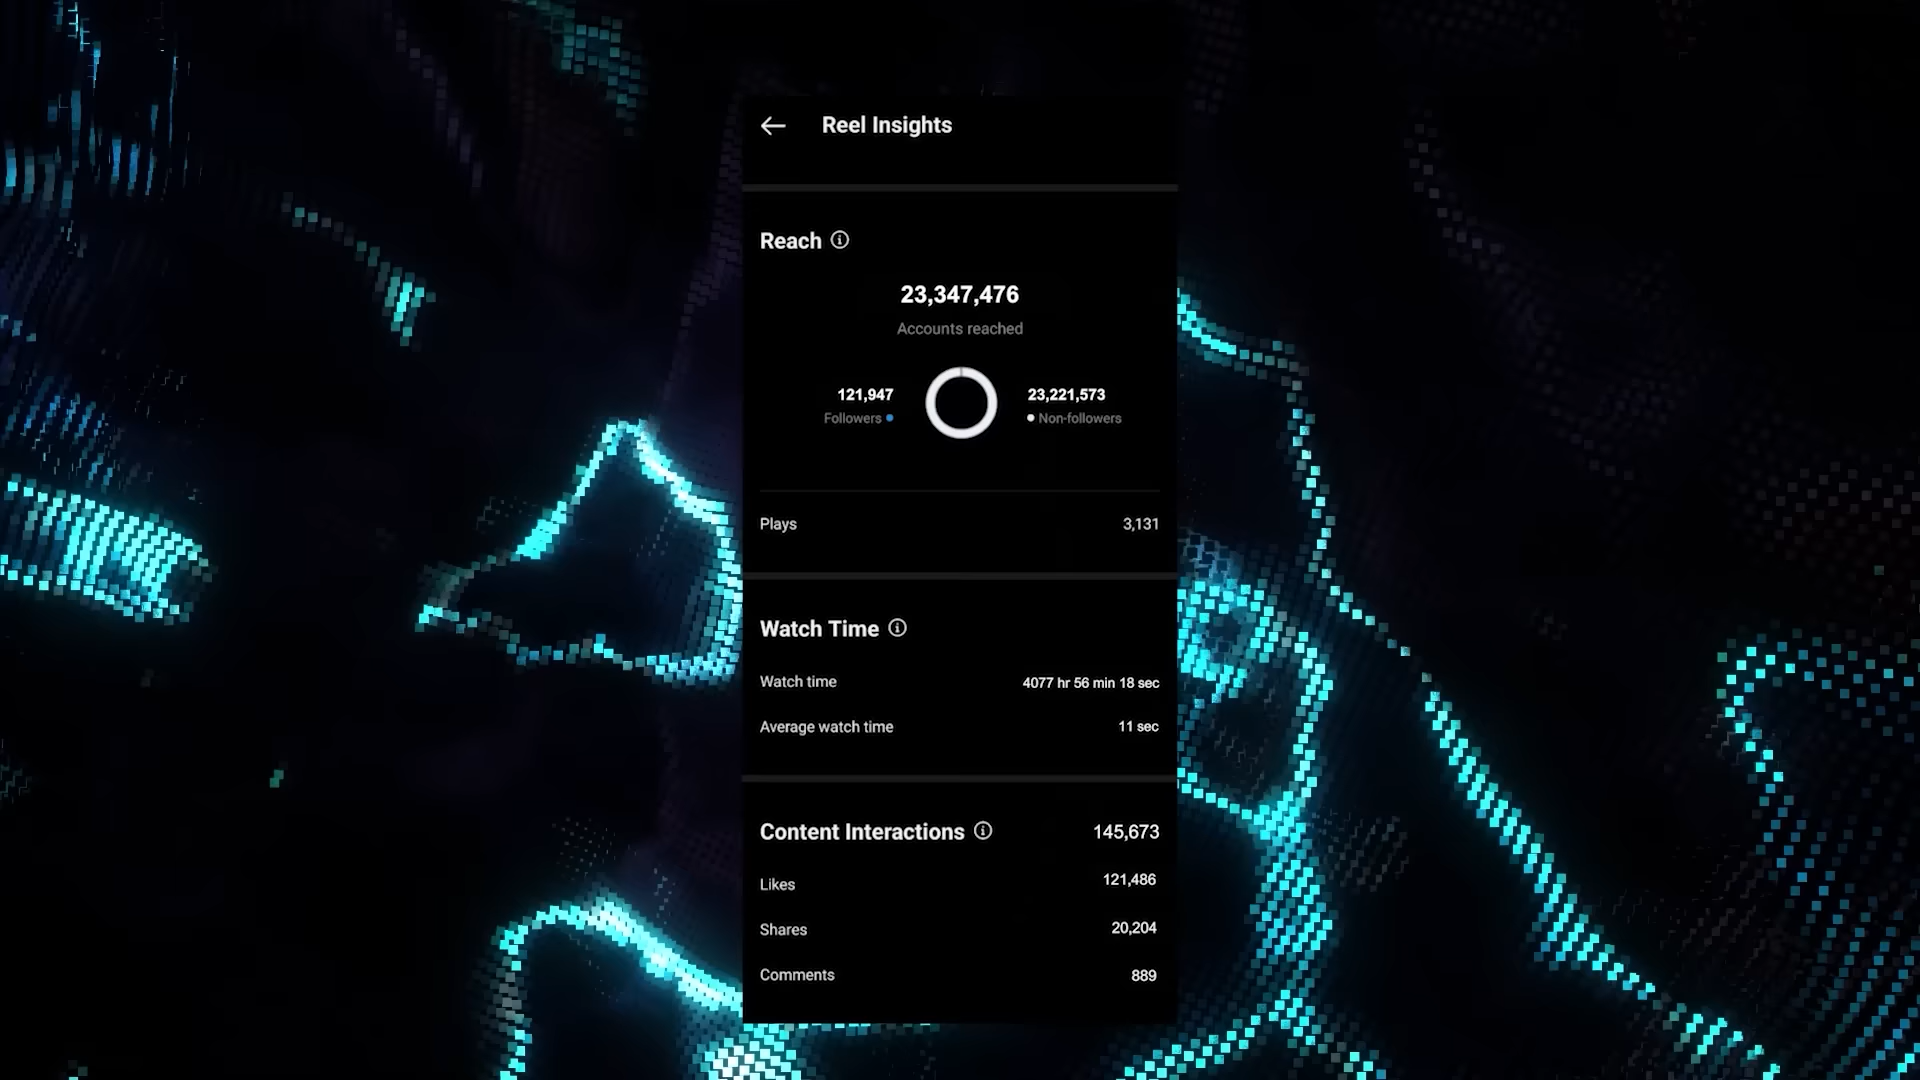 Reel Insights
Reach
23,347,476
Accounts reached
121,947
Followers
23,221,573
Non-followers
Plays 3,131
Watch Time
Watch time 4077 hr 56 min 18 sec
Average watch time 11 sec
Content Interactions 145,673
Likes 121,486
Shares 20,204
Comments 889